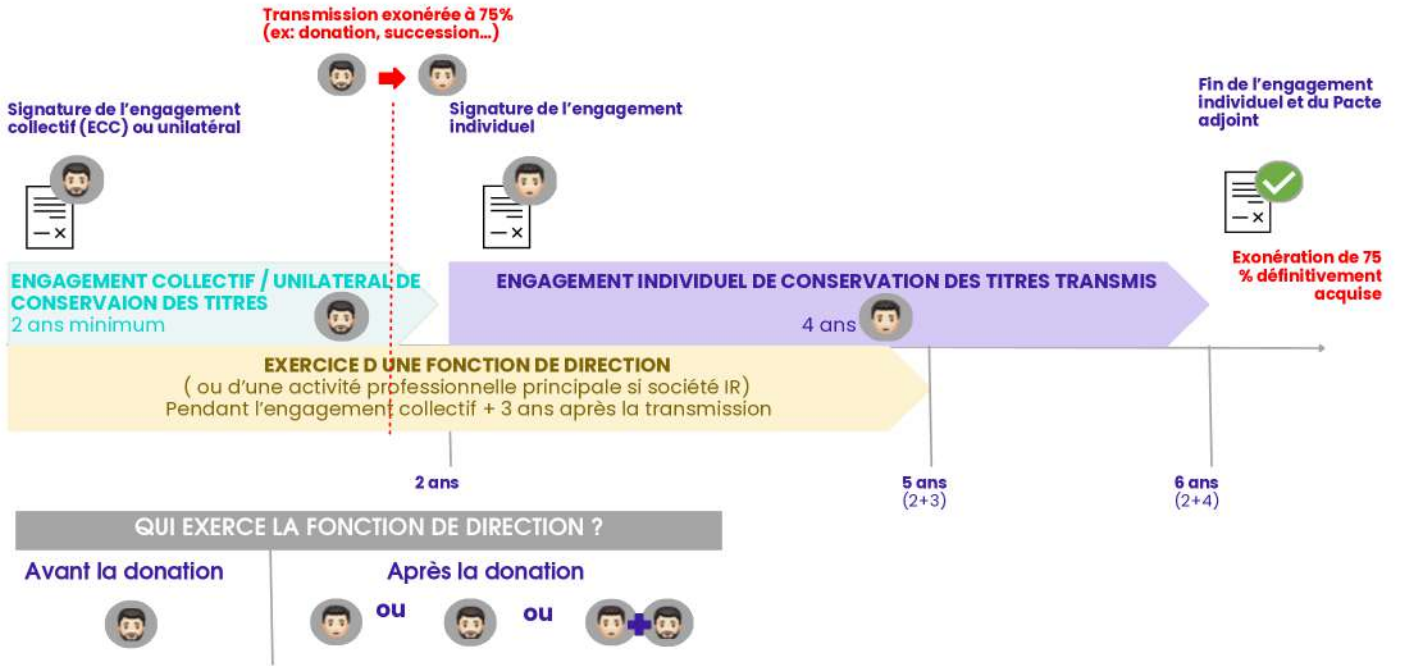 Transmission exonérée à 75%
(ex: donation, succession...)
Signature de l'engagement
collectif (ECC) ou unilatéral
Signature de l'engagement
individuel
Fin de l'engagement
individuel et du Pacte
adjoint
Exonération de 75
% définitivement
acquise
ENGAGEMENT COLLECTIF / UNILATERAL DE
CONSERVAION DES TITRES
2 ans minimum
ENGAGEMENT INDIVIDUEL DE CONSERVATION DES TITRES TRANSMIS
4 ans
EXERCICE D UNE FONCTION DE DIRECTION
( ou d'une activité professionnelle principale si société IR)
Pendant l'engagement collectif + 3 ans après la transmission
2 ans
5 ans
(2+3)
6 ans
(2+4)
QUI EXERCE LA FONCTION DE DIRECTION ?
Avant la donation
Après la donation
ou
ou